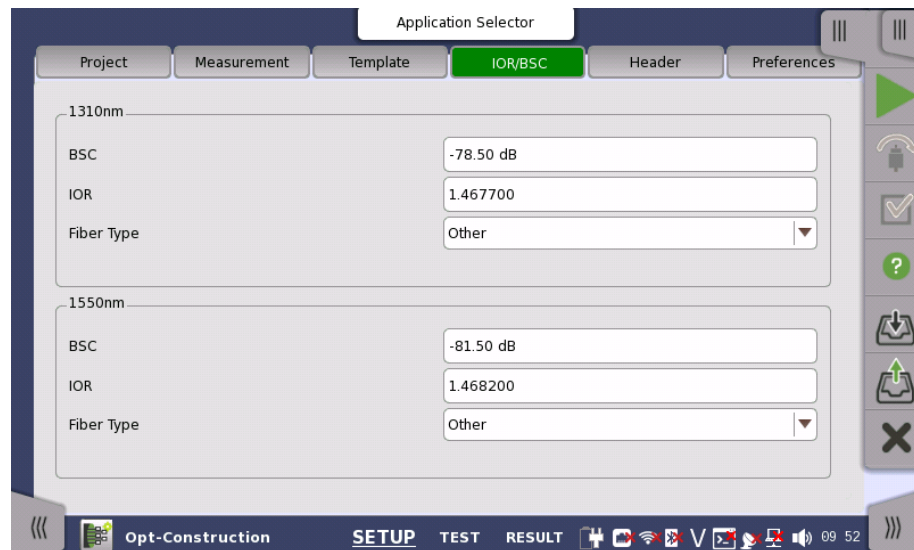 Application Selector
Project Measurement Template IOR/BSC Header Preferences
1310nm
BSC -78.50 dB
IOR 1.467700
Fiber Type Other
1550nm
BSC -81.50 dB
IOR 1.468200
Fiber Type Other
Opt-Construction SETUP TEST RESULT V 09 52